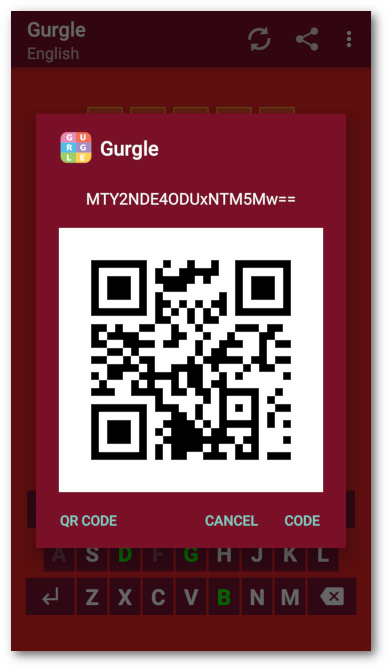 Gurgle
English
G U
R G
L E
Gurgle
MTY2NDE4ODUxNTM5Mw==
QR CODE CANCEL CODE
A S D F G H J K L
Z X C V B N M